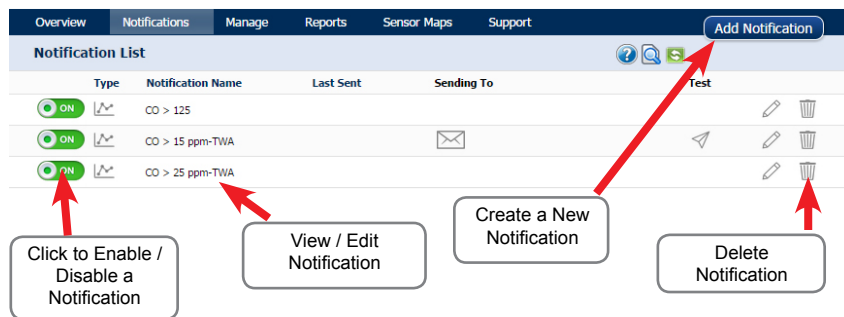 Overview Notifications Manage Reports Sensor Maps Support Add Notification
Notification List
Type Notification Name Last Sent Sending To Test
ON CO > 125
ON CO > 15 ppm-TWA
ON CO > 25 ppm-TWA
Click to Enable /
Disable a
Notification
View / Edit
Notification
Create a New
Notification
Delete
Notification